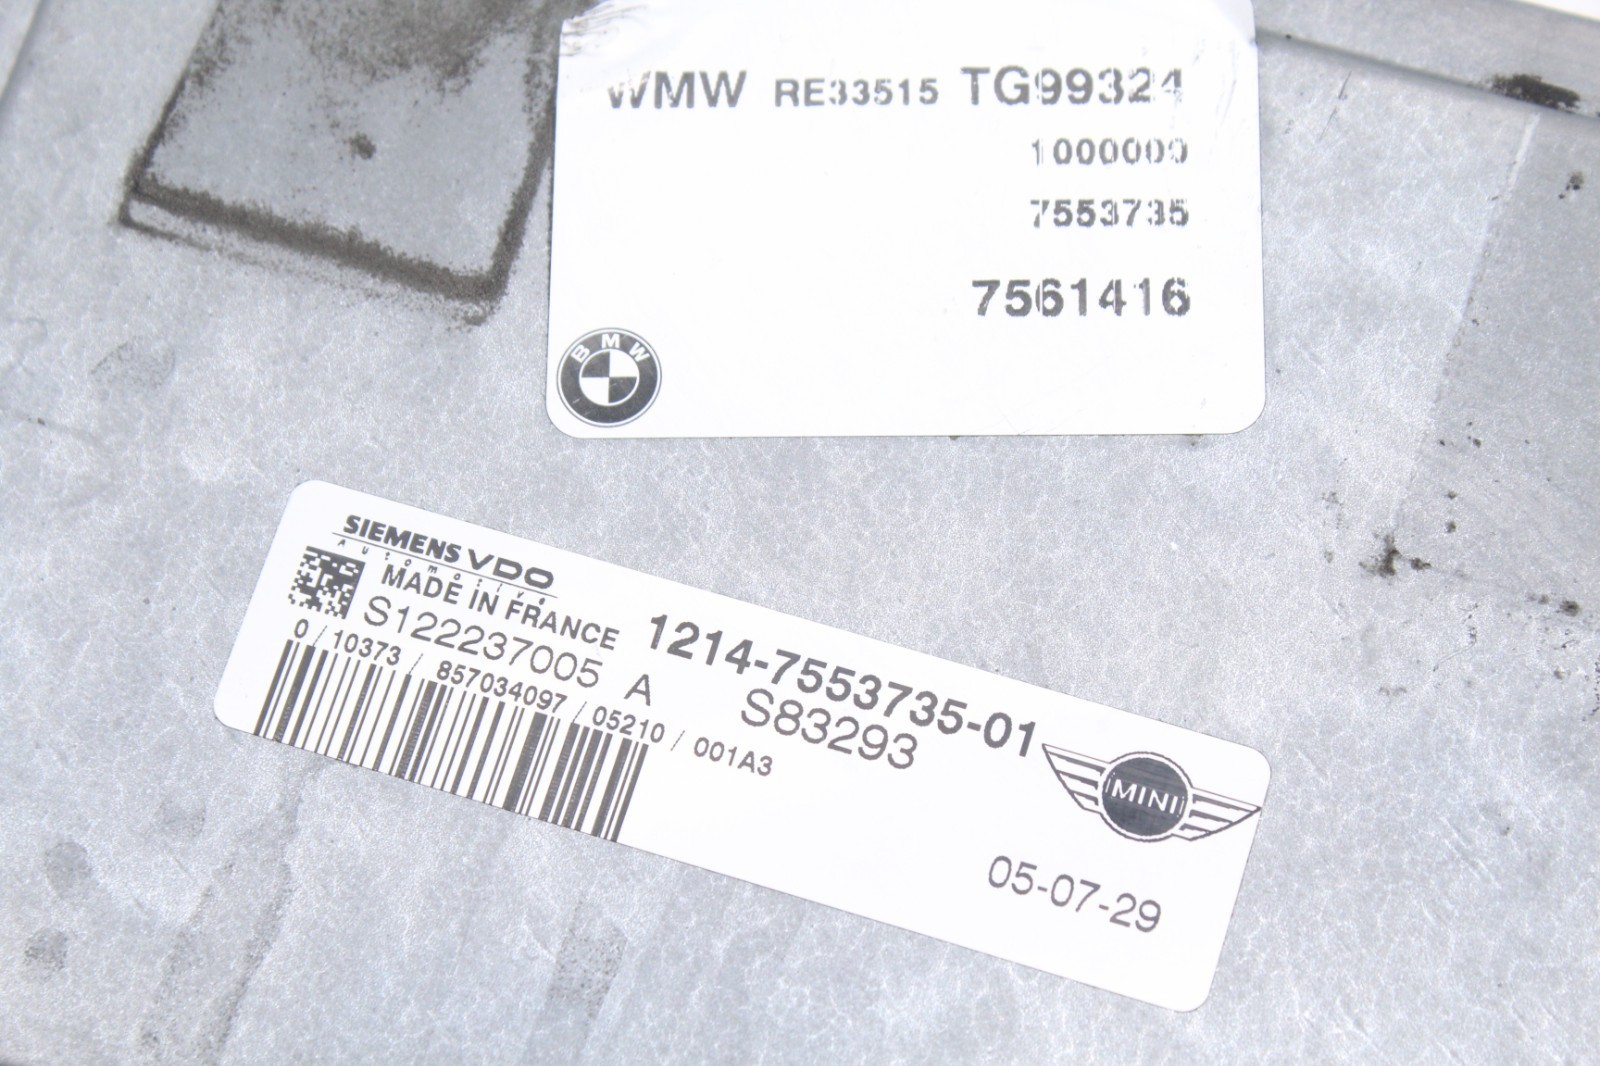 WMW RE33515 TG99324
1000000
7553735
7561416
BMW
SIEMENS VDO
Automotive
MADE IN FRANCE
S122237005 A
1214-7553735-01
S83293
0 / 10373 / 857034097 / 05210 / 001A3
MINI
05-07-29